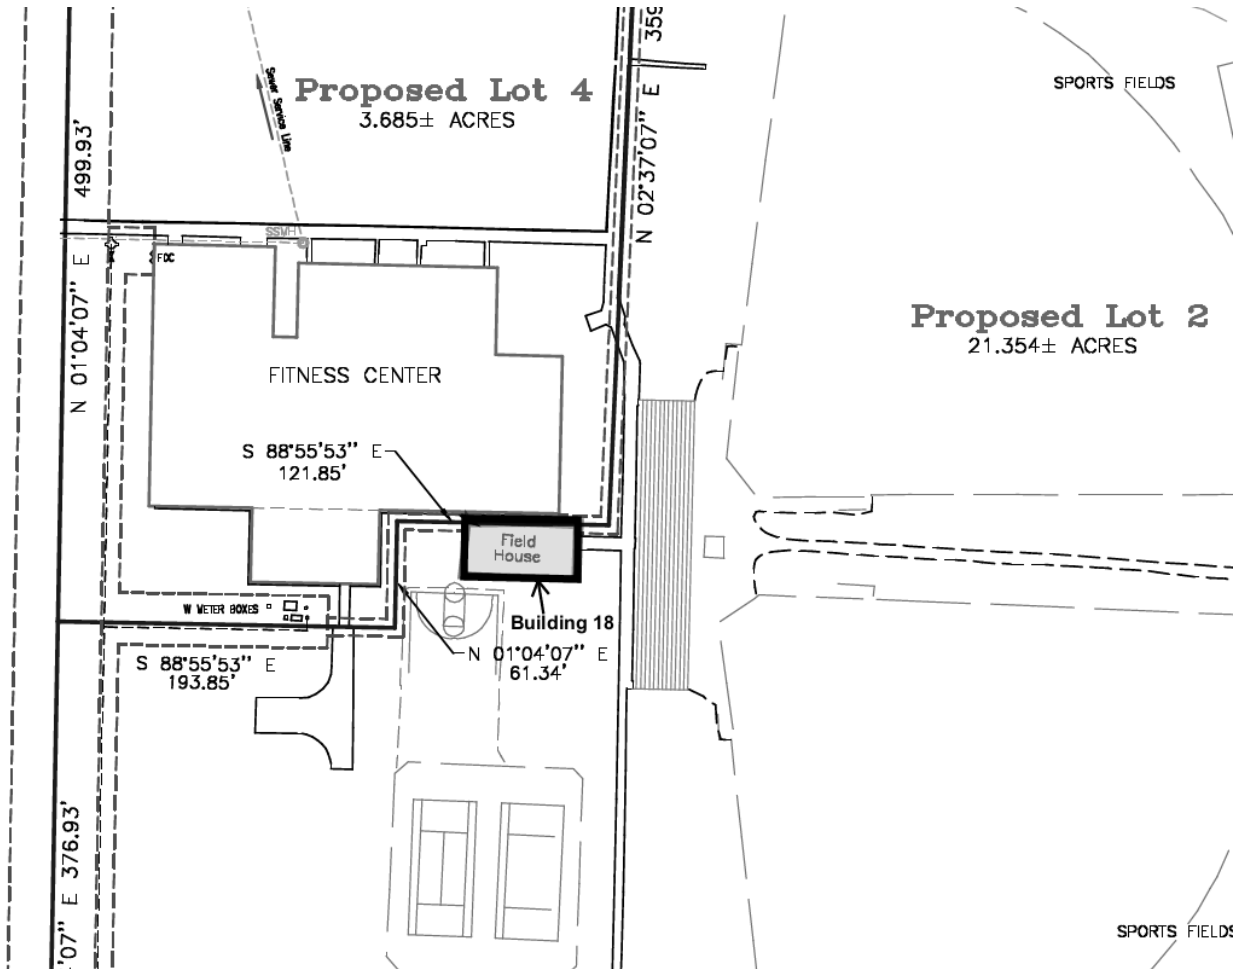 359
SPORTS FIELDS
Proposed Lot 4
3.685± ACRES
Sewer Service Line
499.93'
N 02°37'07" E
SSMH
FDC
N 01°04'07" E
Proposed Lot 2
21.354± ACRES
FITNESS CENTER
S 88°55'53" E
121.85'
Field
House
W METER BOXES
Building 18
N 01°04'07" E
61.34'
S 88°55'53" E
193.85'
'07" E 376.93'
SPORTS FIELDS